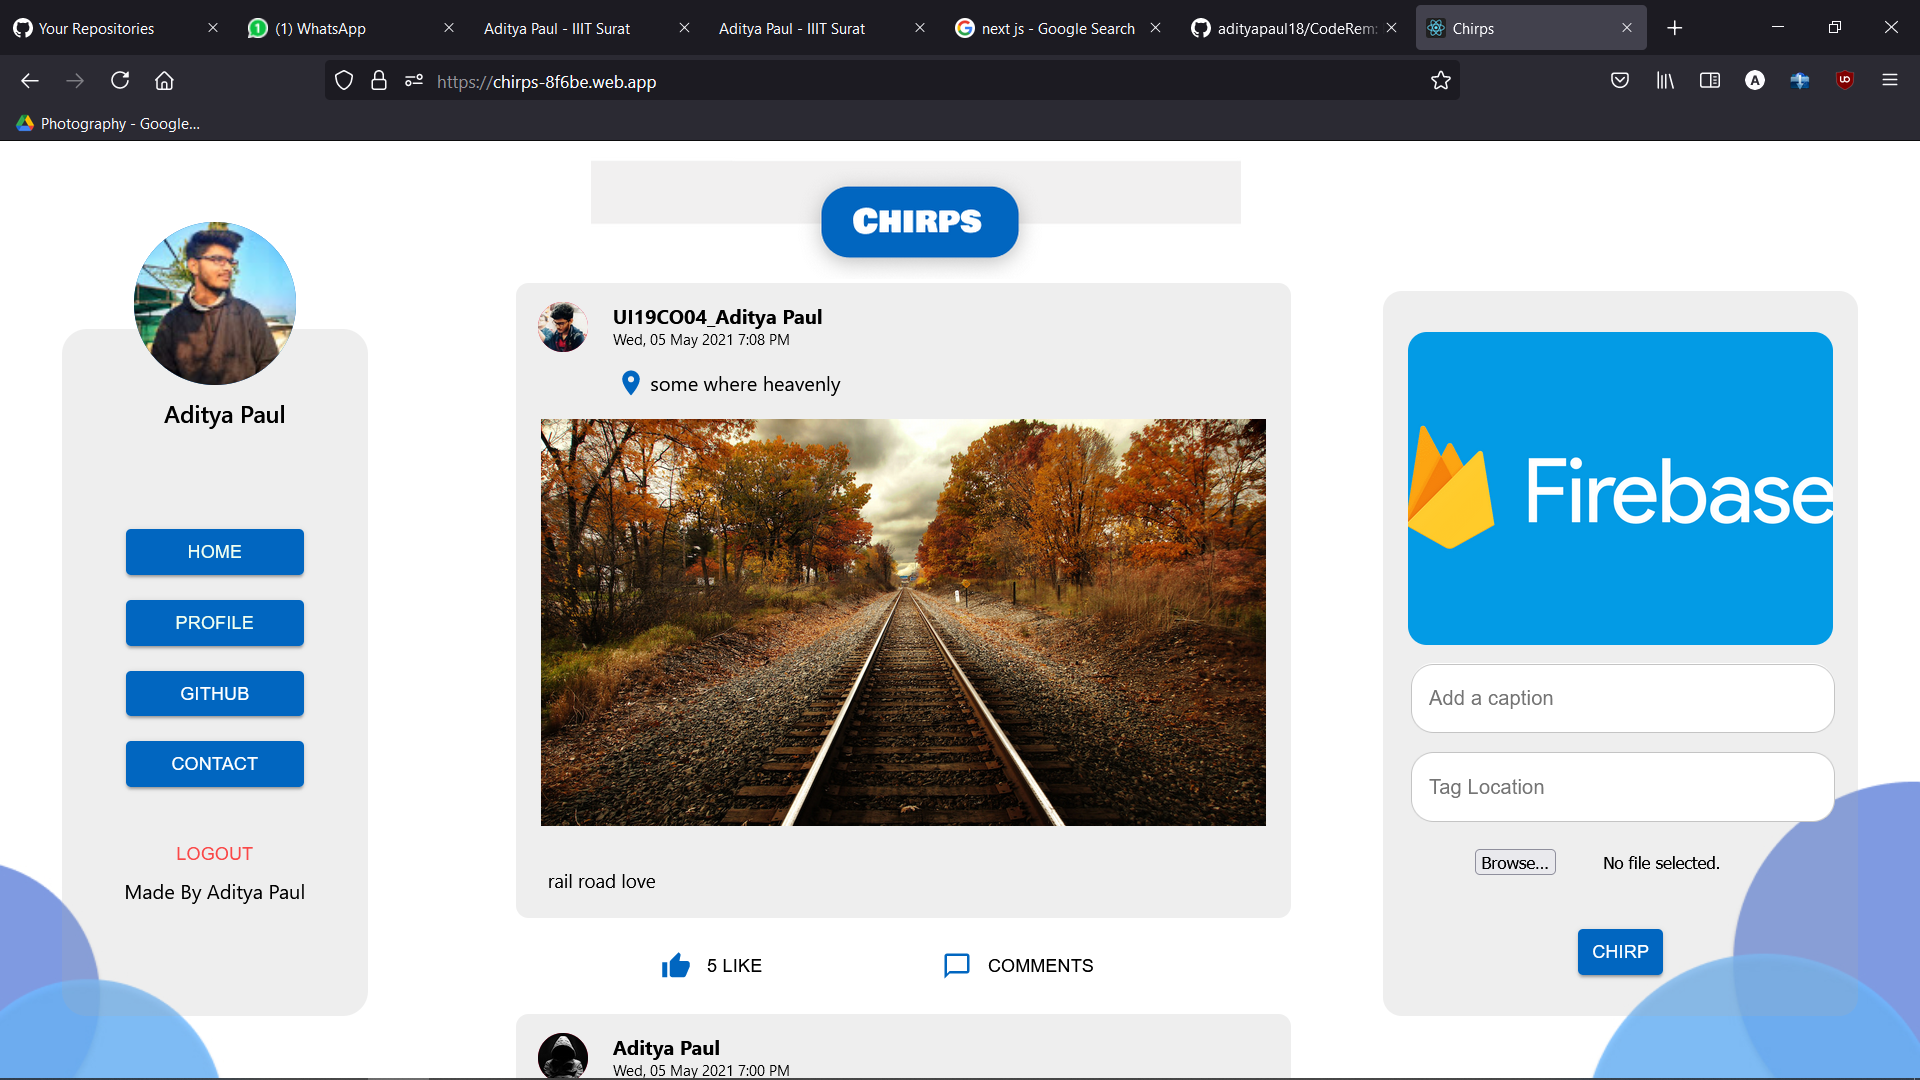 Your Repositories
(1) WhatsApp
Aditya Paul - IIIT Surat
Aditya Paul - IIIT Surat
next js - Google Search
adityapaul18/CodeRem
Chirps
https://chirps-8f6be.web.app
A
Photography - Google...
CHIRPS
Aditya Paul
HOME
PROFILE
GITHUB
CONTACT
LOGOUT
Made By Aditya Paul
UI19CO04_Aditya Paul
Wed, 05 May 2021 7:08 PM
some where heavenly
rail road love
5 LIKE
COMMENTS
Aditya Paul
Wed, 05 May 2021 7:00 PM
Firebase
Add a caption
Tag Location
Browse...
No file selected.
CHIRP